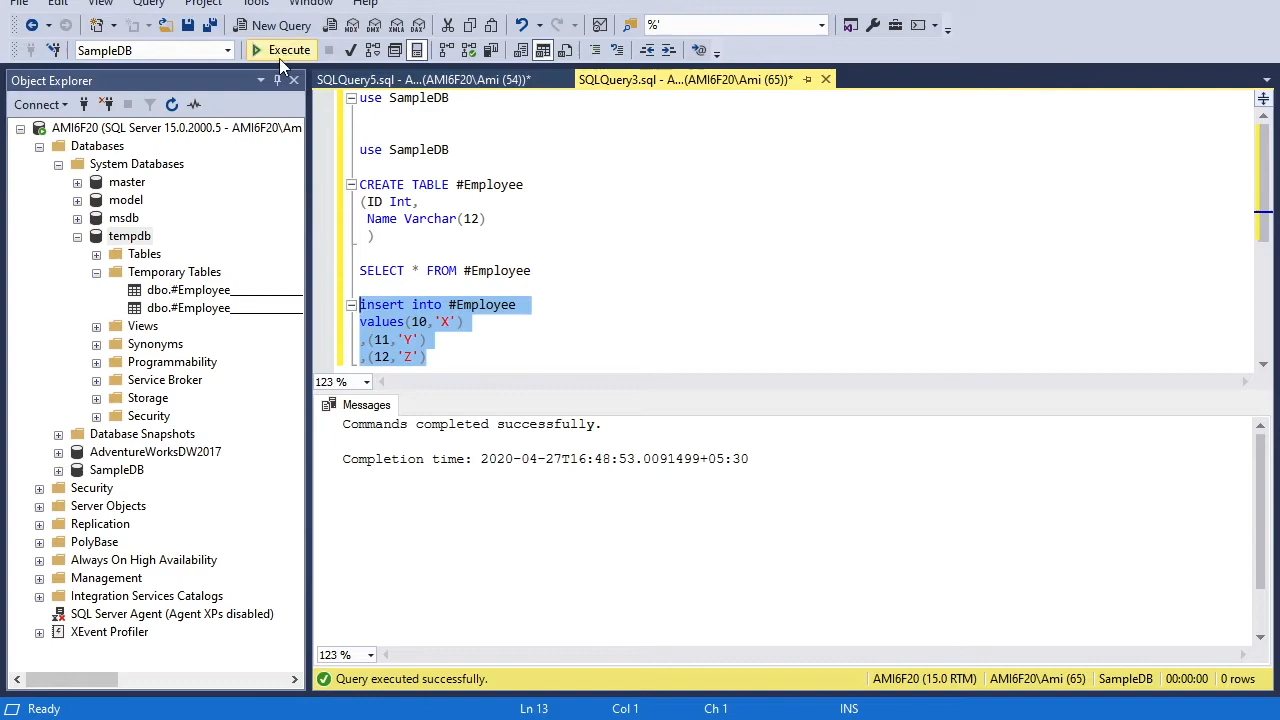 File Edit View Query Project Tools Window Help
New Query
MDX DMX XMLA DAX
%'
SampleDB
Execute
Object Explorer
SQLQuery5.sql - A...(AMI6F20\Ami (54))*
SQLQuery3.sql - A...(AMI6F20\Ami (65))*
Connect
AMI6F20 (SQL Server 15.0.2000.5 - AMI6F20\Am
Databases
System Databases
master
model
msdb
tempdb
Tables
Temporary Tables
dbo.#Employee____________
dbo.#Employee____________
Views
Synonyms
Programmability
Service Broker
Storage
Security
Database Snapshots
AdventureWorksDW2017
SampleDB
Security
Server Objects
Replication
PolyBase
Always On High Availability
Management
Integration Services Catalogs
SQL Server Agent (Agent XPs disabled)
XEvent Profiler
use SampleDB
use SampleDB
CREATE TABLE #Employee
(ID Int,
Name Varchar(12)
)
SELECT * FROM #Employee
insert into #Employee
values(10,'X')
,(11,'Y')
,(12,'Z')
123 %
Messages
Commands completed successfully.
Completion time: 2020-04-27T16:48:53.0091499+05:30
123 %
Query executed successfully.
AMI6F20 (15.0 RTM)
AMI6F20\Ami (65)
SampleDB
00:00:00
0 rows
Ready
Ln 13
Col 1
Ch 1
INS